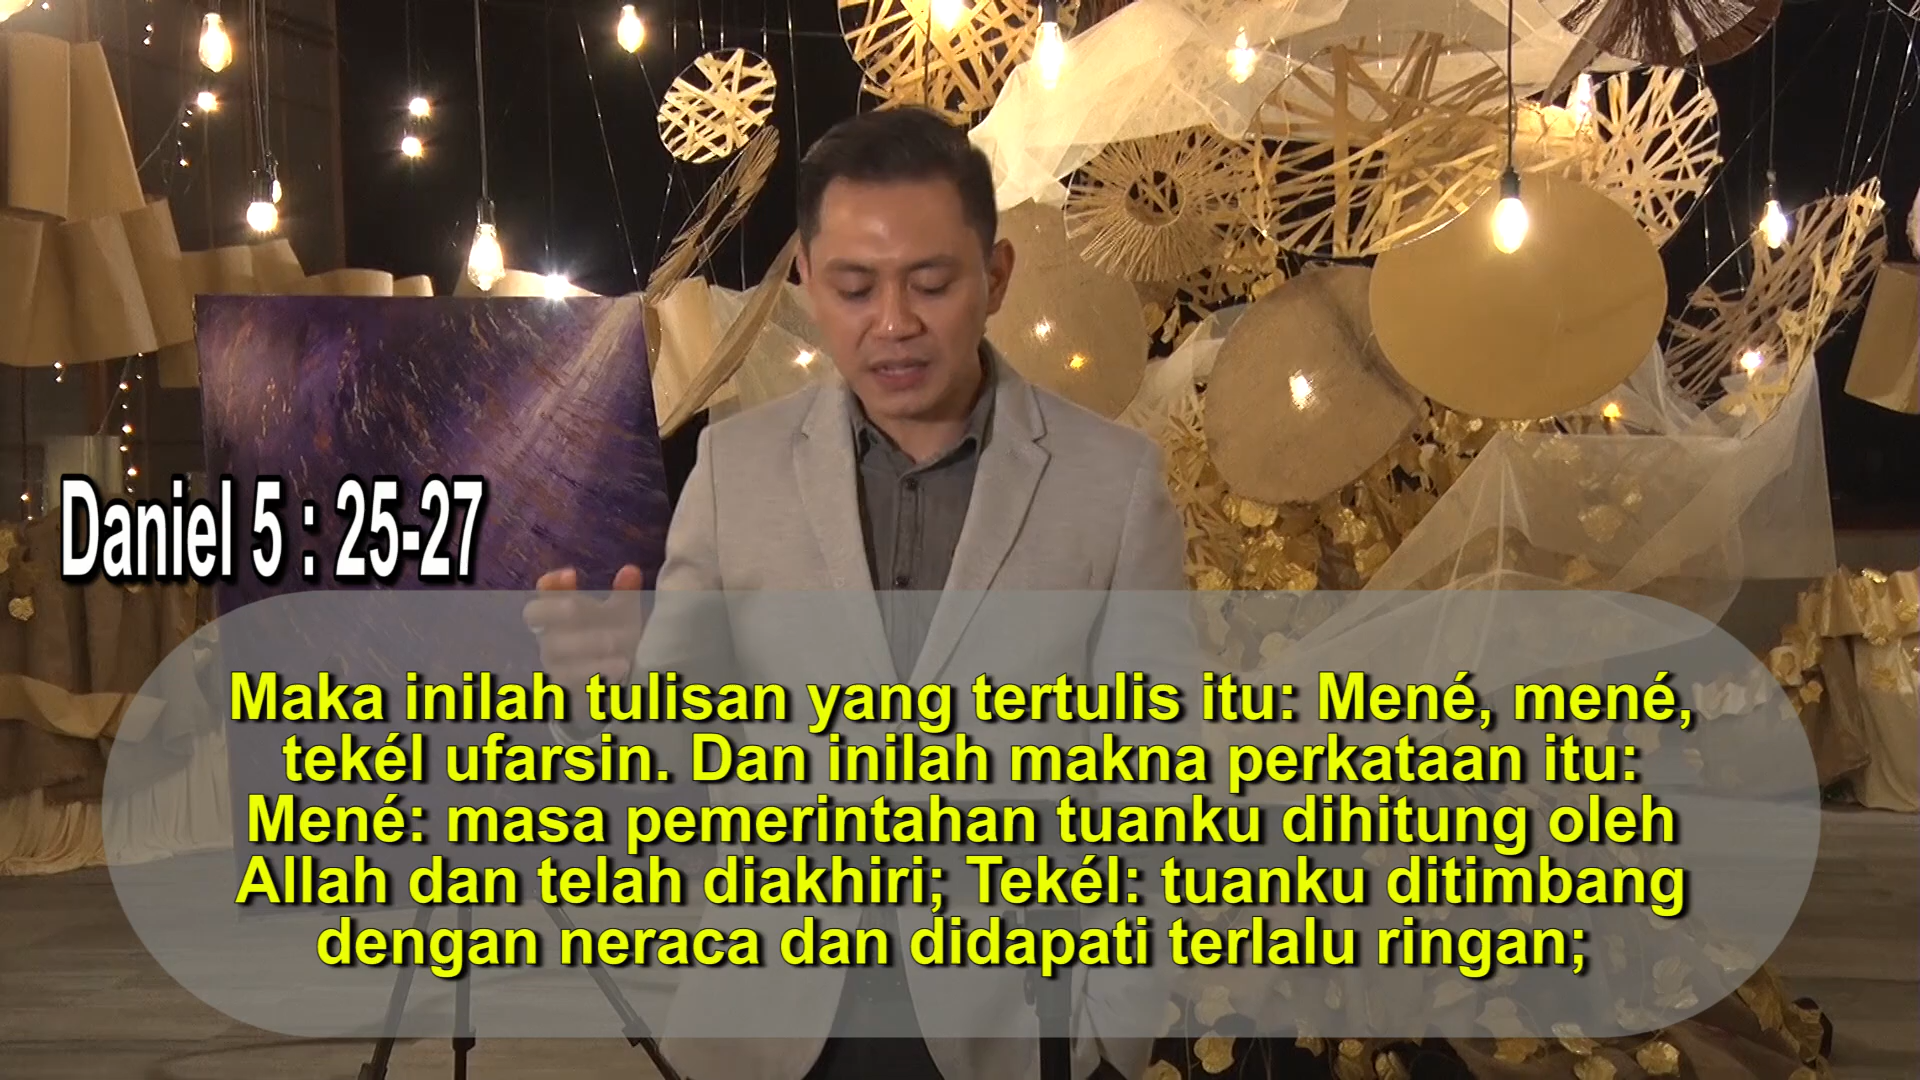 Daniel 5 : 25-27
Maka inilah tulisan yang tertulis itu: Mené, mené,
tekél ufarsin. Dan inilah makna perkataan itu:
Mené: masa pemerintahan tuanku dihitung oleh
Allah dan telah diakhiri; Tekél: tuanku ditimbang
dengan neraca dan didapati terlalu ringan;